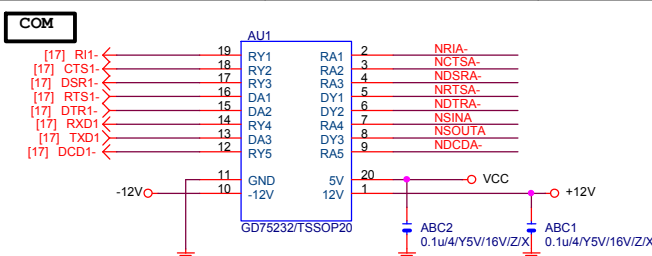 COM
AU1
[17] RI1- 19 RY1 RA1 2 NRIA-
[17] CTS1- 18 RY2 RA2 3 NCTSA-
[17] DSR1- 17 RY3 RA3 4 NDSRA-
[17] RTS1- 16 DA1 DY1 5 NRTSA-
[17] DTR1- 15 DA2 DY2 6 NDTRA-
[17] RXD1 14 RY4 RA4 7 NSINA
[17] TXD1 13 DA3 DY3 8 NSOUTA
[17] DCD1- 12 RY5 RA5 9 NDCDA-
11 GND 5V 20 VCC
-12V 10 -12V 12V 1 +12V
GD75232/TSSOP20
ABC2 ABC1
0.1u/4/Y5V/16V/Z/X 0.1u/4/Y5V/16V/Z/X